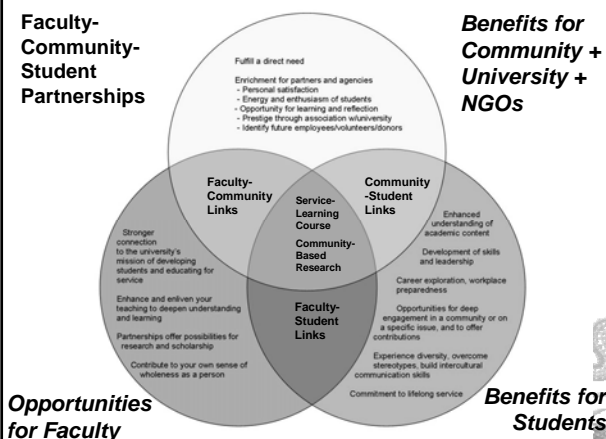 Faculty-
Community-
Student
Partnerships
Benefits for
Community +
University +
NGOs
Fulfill a direct need
Enrichment for partners and agencies
- Personal satisfaction
- Energy and enthusiasm of students
- Opportunity for learning and reflection
- Prestige through association w/university
- Identify future employees/volunteers/donors
Faculty-
Community
Links
Community
-Student
Links
Service-
Learning
Course
Community-
Based
Research
Stronger
connection
to the university's
mission of developing
students and educating for
service
Enhance and enliven your
teaching to deepen understanding
and learning
Partnerships offer possibilities for
research and scholarship
Contribute to your own sense of
wholeness as a person
Enhanced
understanding of
academic content
Development of skills
and leadership
Career exploration, workplace
preparedness
Opportunities for deep
engagement in a community or on
a specific issue, and to offer
contributions
Experience diversity, overcome
stereotypes, build intercultural
communication skills
Commitment to lifelong service
Faculty-
Student
Links
Opportunities
for Faculty
Benefits for
Students